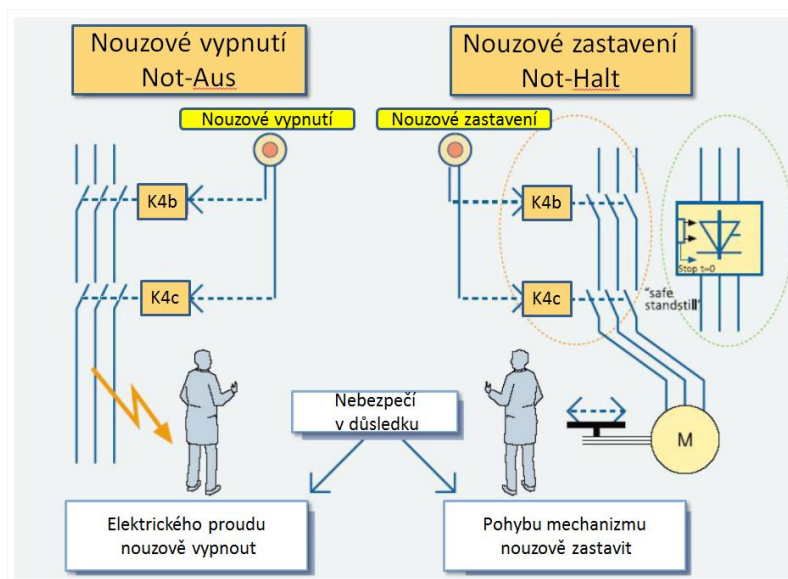 Nouzové vypnutí
Not-Aus
Nouzové zastavení
Not-Halt
Nouzové vypnutí
Nouzové zastavení
K4b
K4b
Stop t=0
K4c
K4c
"safe
standstill"
Nebezpečí
v důsledku
M
Elektrického proudu
nouzově vypnout
Pohybu mechanizmu
nouzově zastavit